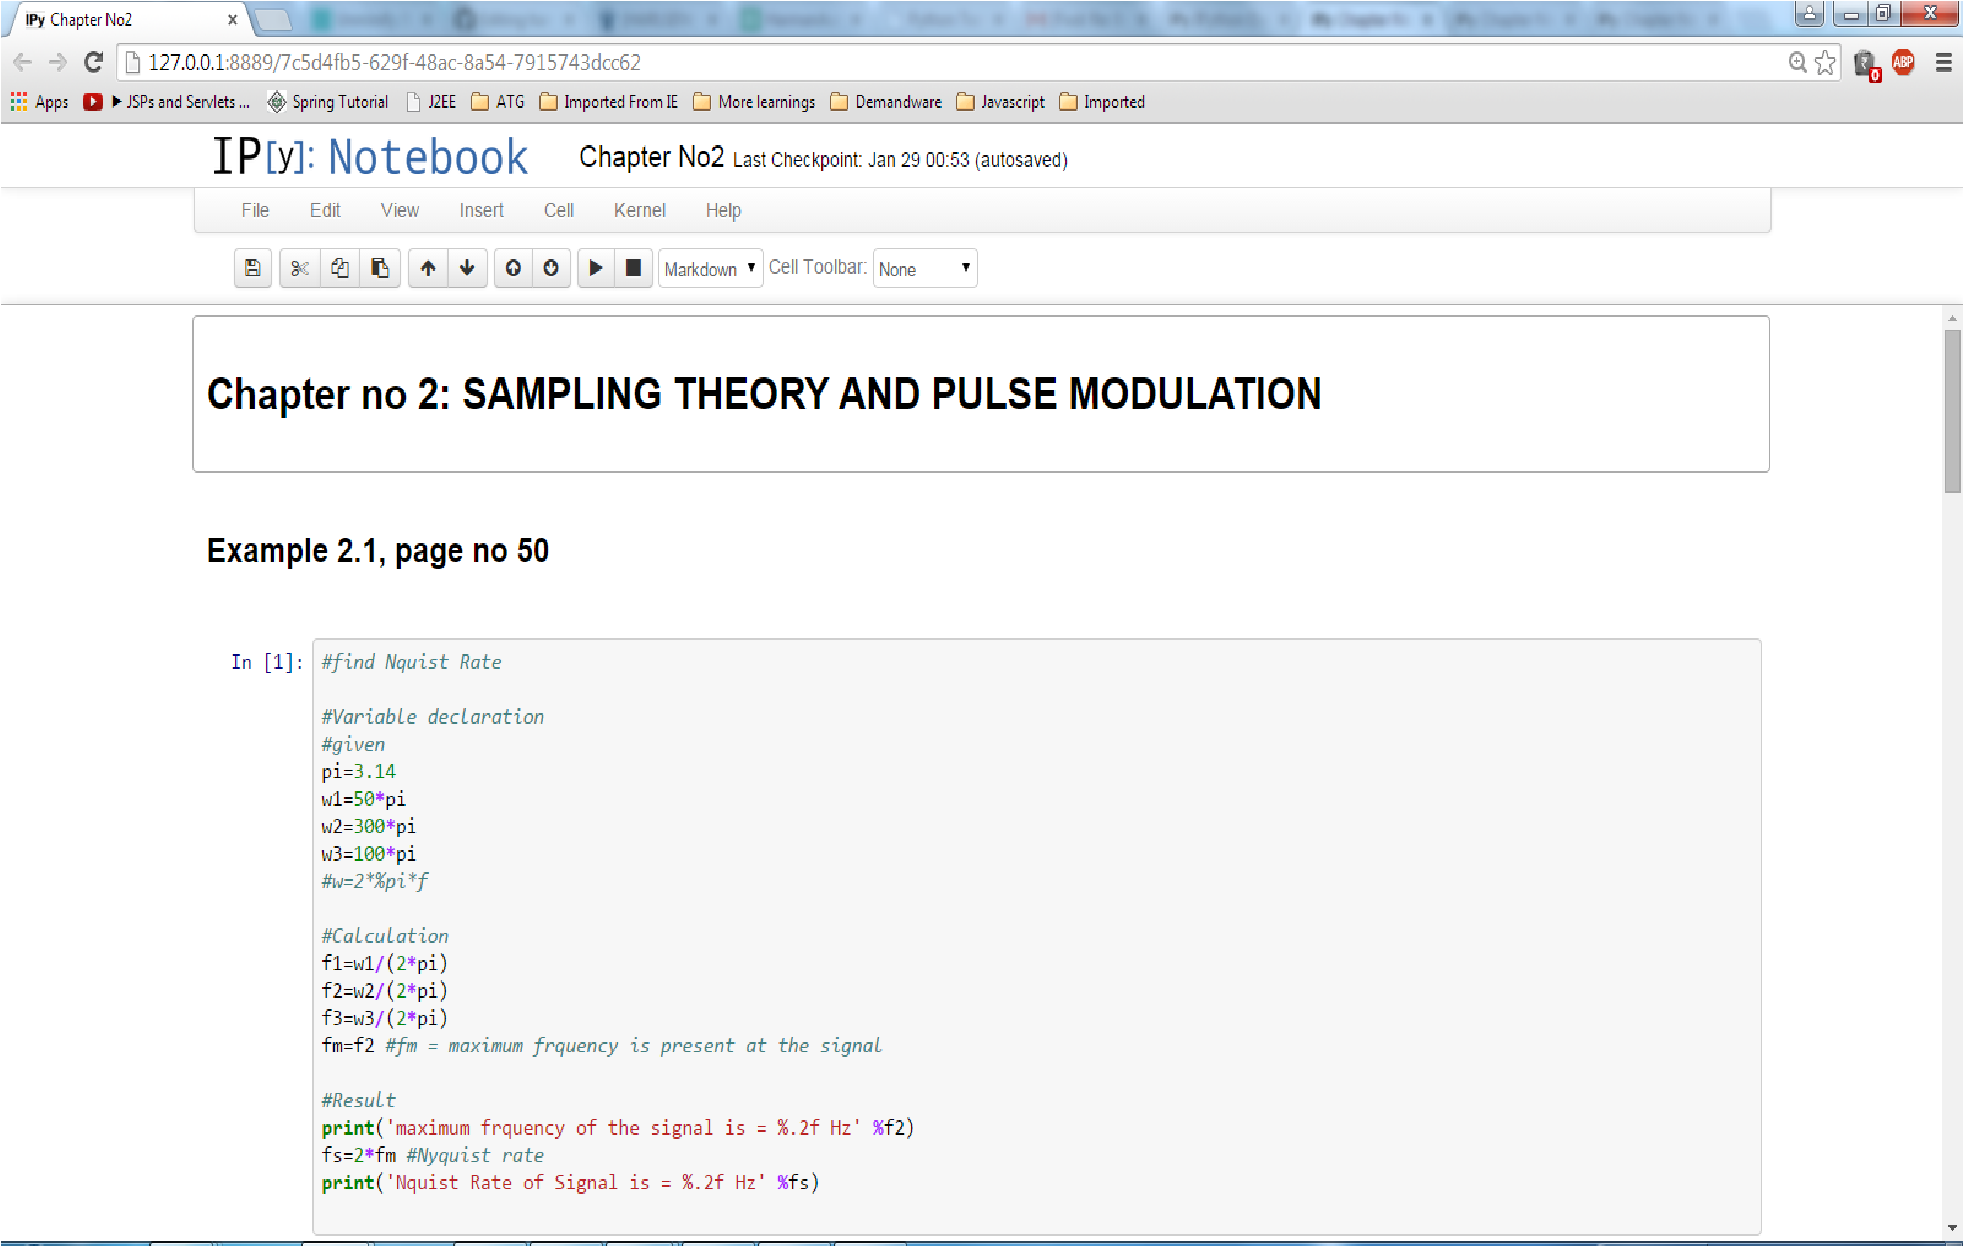 IPy Chapter No2
127.0.0.1:8889/7c5d4fb5-629f-48ac-8a54-7915743dcc62
ABP
0
Apps ▶ JSPs and Servlets ... Spring Tutorial J2EE ATG Imported From IE More learnings Demandware Javascript Imported
IP[y]: Notebook Chapter No2 Last Checkpoint: Jan 29 00:53 (autosaved)
File Edit View Insert Cell Kernel Help
Markdown Cell Toolbar: None
Chapter no 2: SAMPLING THEORY AND PULSE MODULATION
Example 2.1, page no 50
In [1]: #find Nquist Rate
#Variable declaration
#given
pi=3.14
w1=50*pi
w2=300*pi
w3=100*pi
#w=2*%pi*f
#Calculation
f1=w1/(2*pi)
f2=w2/(2*pi)
f3=w3/(2*pi)
fm=f2 #fm = maximum frquency is present at the signal
#Result
print('maximum frquency of the signal is = %.2f Hz' %f2)
fs=2*fm #Nyquist rate
print('Nquist Rate of Signal is = %.2f Hz' %fs)